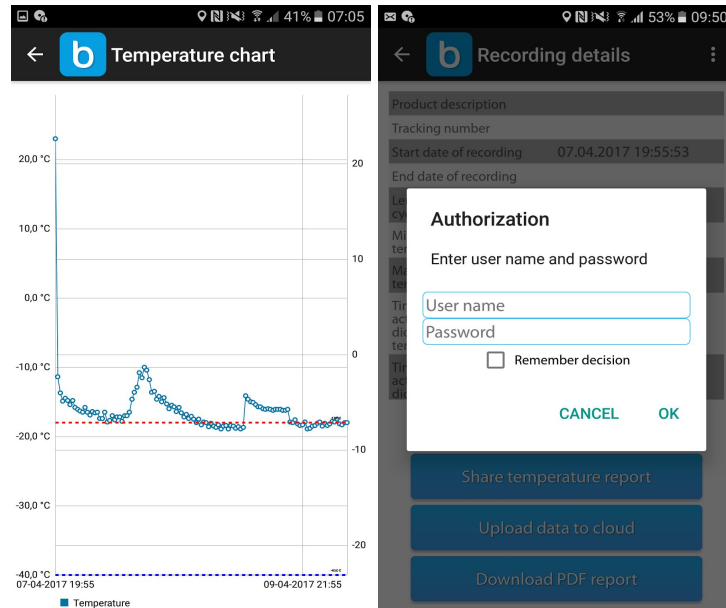 41% 07:05
b Temperature chart
20,0 °C
10,0 °C
0,0 °C
-10,0 °C
-20,0 °C
-30,0 °C
-40,0 °C
20
10
0
-10
-20
07-04-2017 19:55
09-04-2017 21:55
Temperature
53% 09:50
b Recording details
Product description
Tracking number
Start date of recording 07.04.2017 19:55:53
End date of recording
Authorization
Enter user name and password
User name
Password
Remember decision
CANCEL OK
Share temperature report
Upload data to cloud
Download PDF report